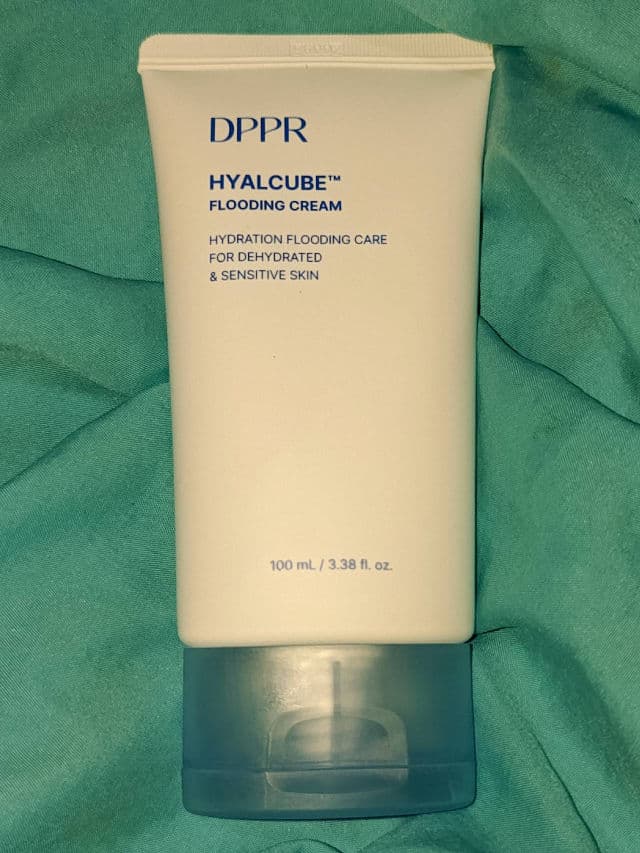 DPPR
HYALCUBE™
FLOODING CREAM
HYDRATION FLOODING CARE
FOR DEHYDRATED
& SENSITIVE SKIN
100 mL / 3.38 fl. oz.